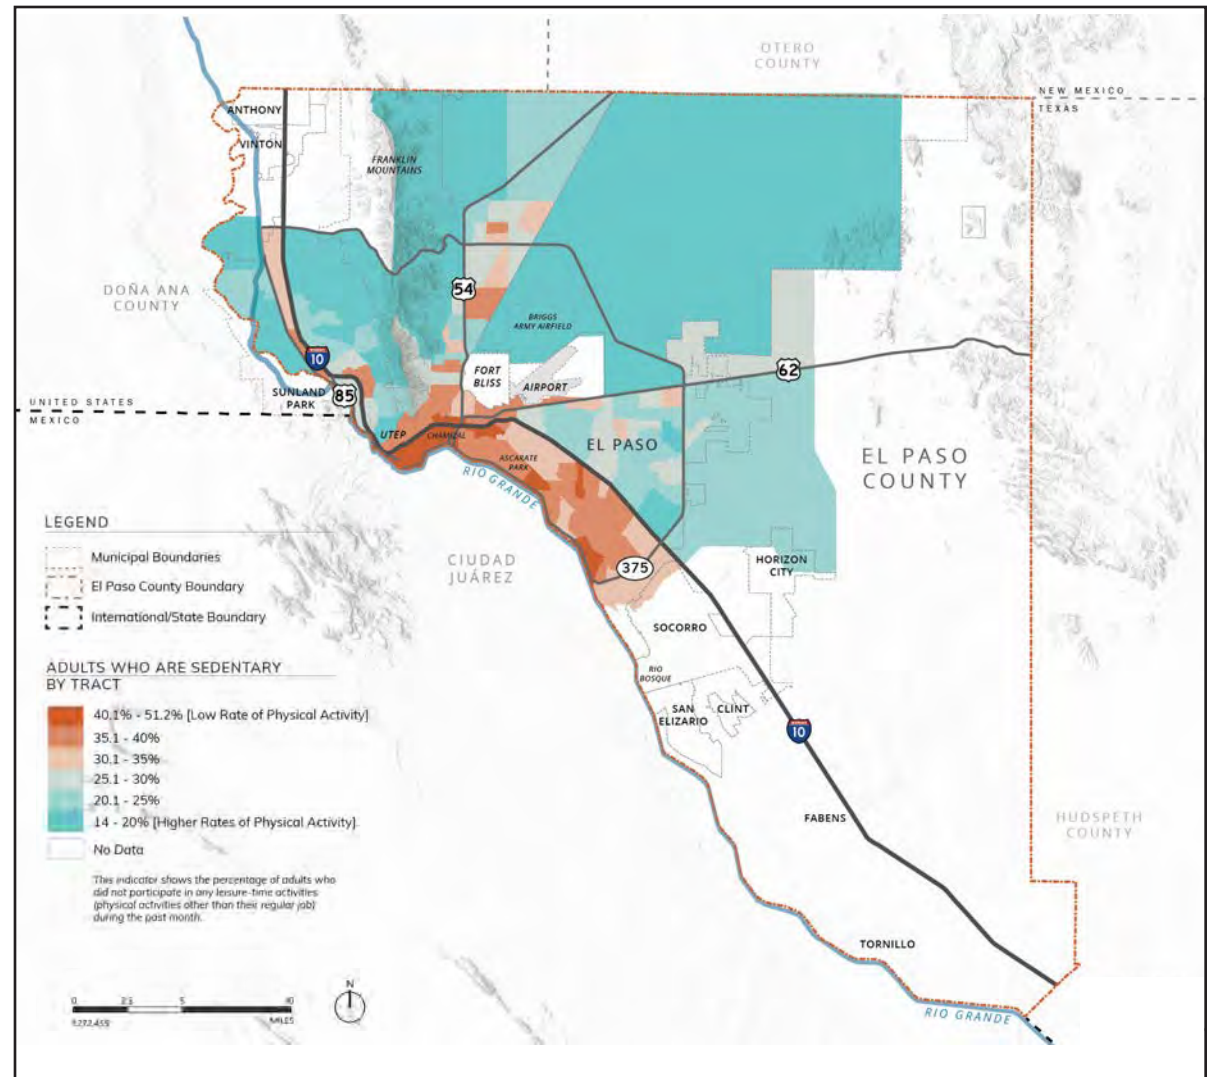 OTERO
COUNTY
NEW MEXICO
TEXAS
ANTHONY
VINTON
FRANKLIN
MOUNTAINS
DOÑA ANA
COUNTY
54
BRIGGS
ARMY AIRFIELD
10
FORT
BLISS
AIRPORT
62
SUNLAND
PARK
85
UNITED STATES
MEXICO
UTEP
CHAMIZAL
EL PASO
ASCARATE
PARK
EL PASO
COUNTY
RIO GRANDE
CIUDAD
JUÁREZ
375
HORIZON
CITY
SOCORRO
RIO
BOSQUE
SAN
ELIZARIO
CLINT
10
FABENS
HUDSPETH
COUNTY
TORNILLO
RIO GRANDE
LEGEND
Municipal Boundaries
El Paso County Boundary
International/State Boundary
ADULTS WHO ARE SEDENTARY
BY TRACT
40.1% - 51.2% [Low Rate of Physical Activity]
35.1 - 40%
30.1 - 35%
25.1 - 30%
20.1 - 25%
14 - 20% [Higher Rates of Physical Activity]
No Data
This indicator shows the percentage of adults who
did not participate in any leisure-time activities
(physical activities other than their regular job)
during the past month.
N
0 2.5 5 10
MILES